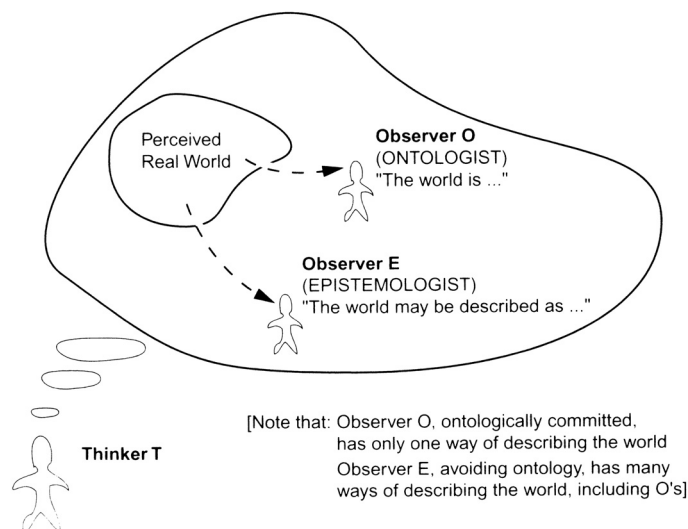 Perceived
Real World
Observer O
(ONTOLOGIST)
"The world is ..."
Observer E
(EPISTEMOLOGIST)
"The world may be described as ..."
Thinker T
[Note that: Observer O, ontologically committed,
has only one way of describing the world
Observer E, avoiding ontology, has many
ways of describing the world, including O's]